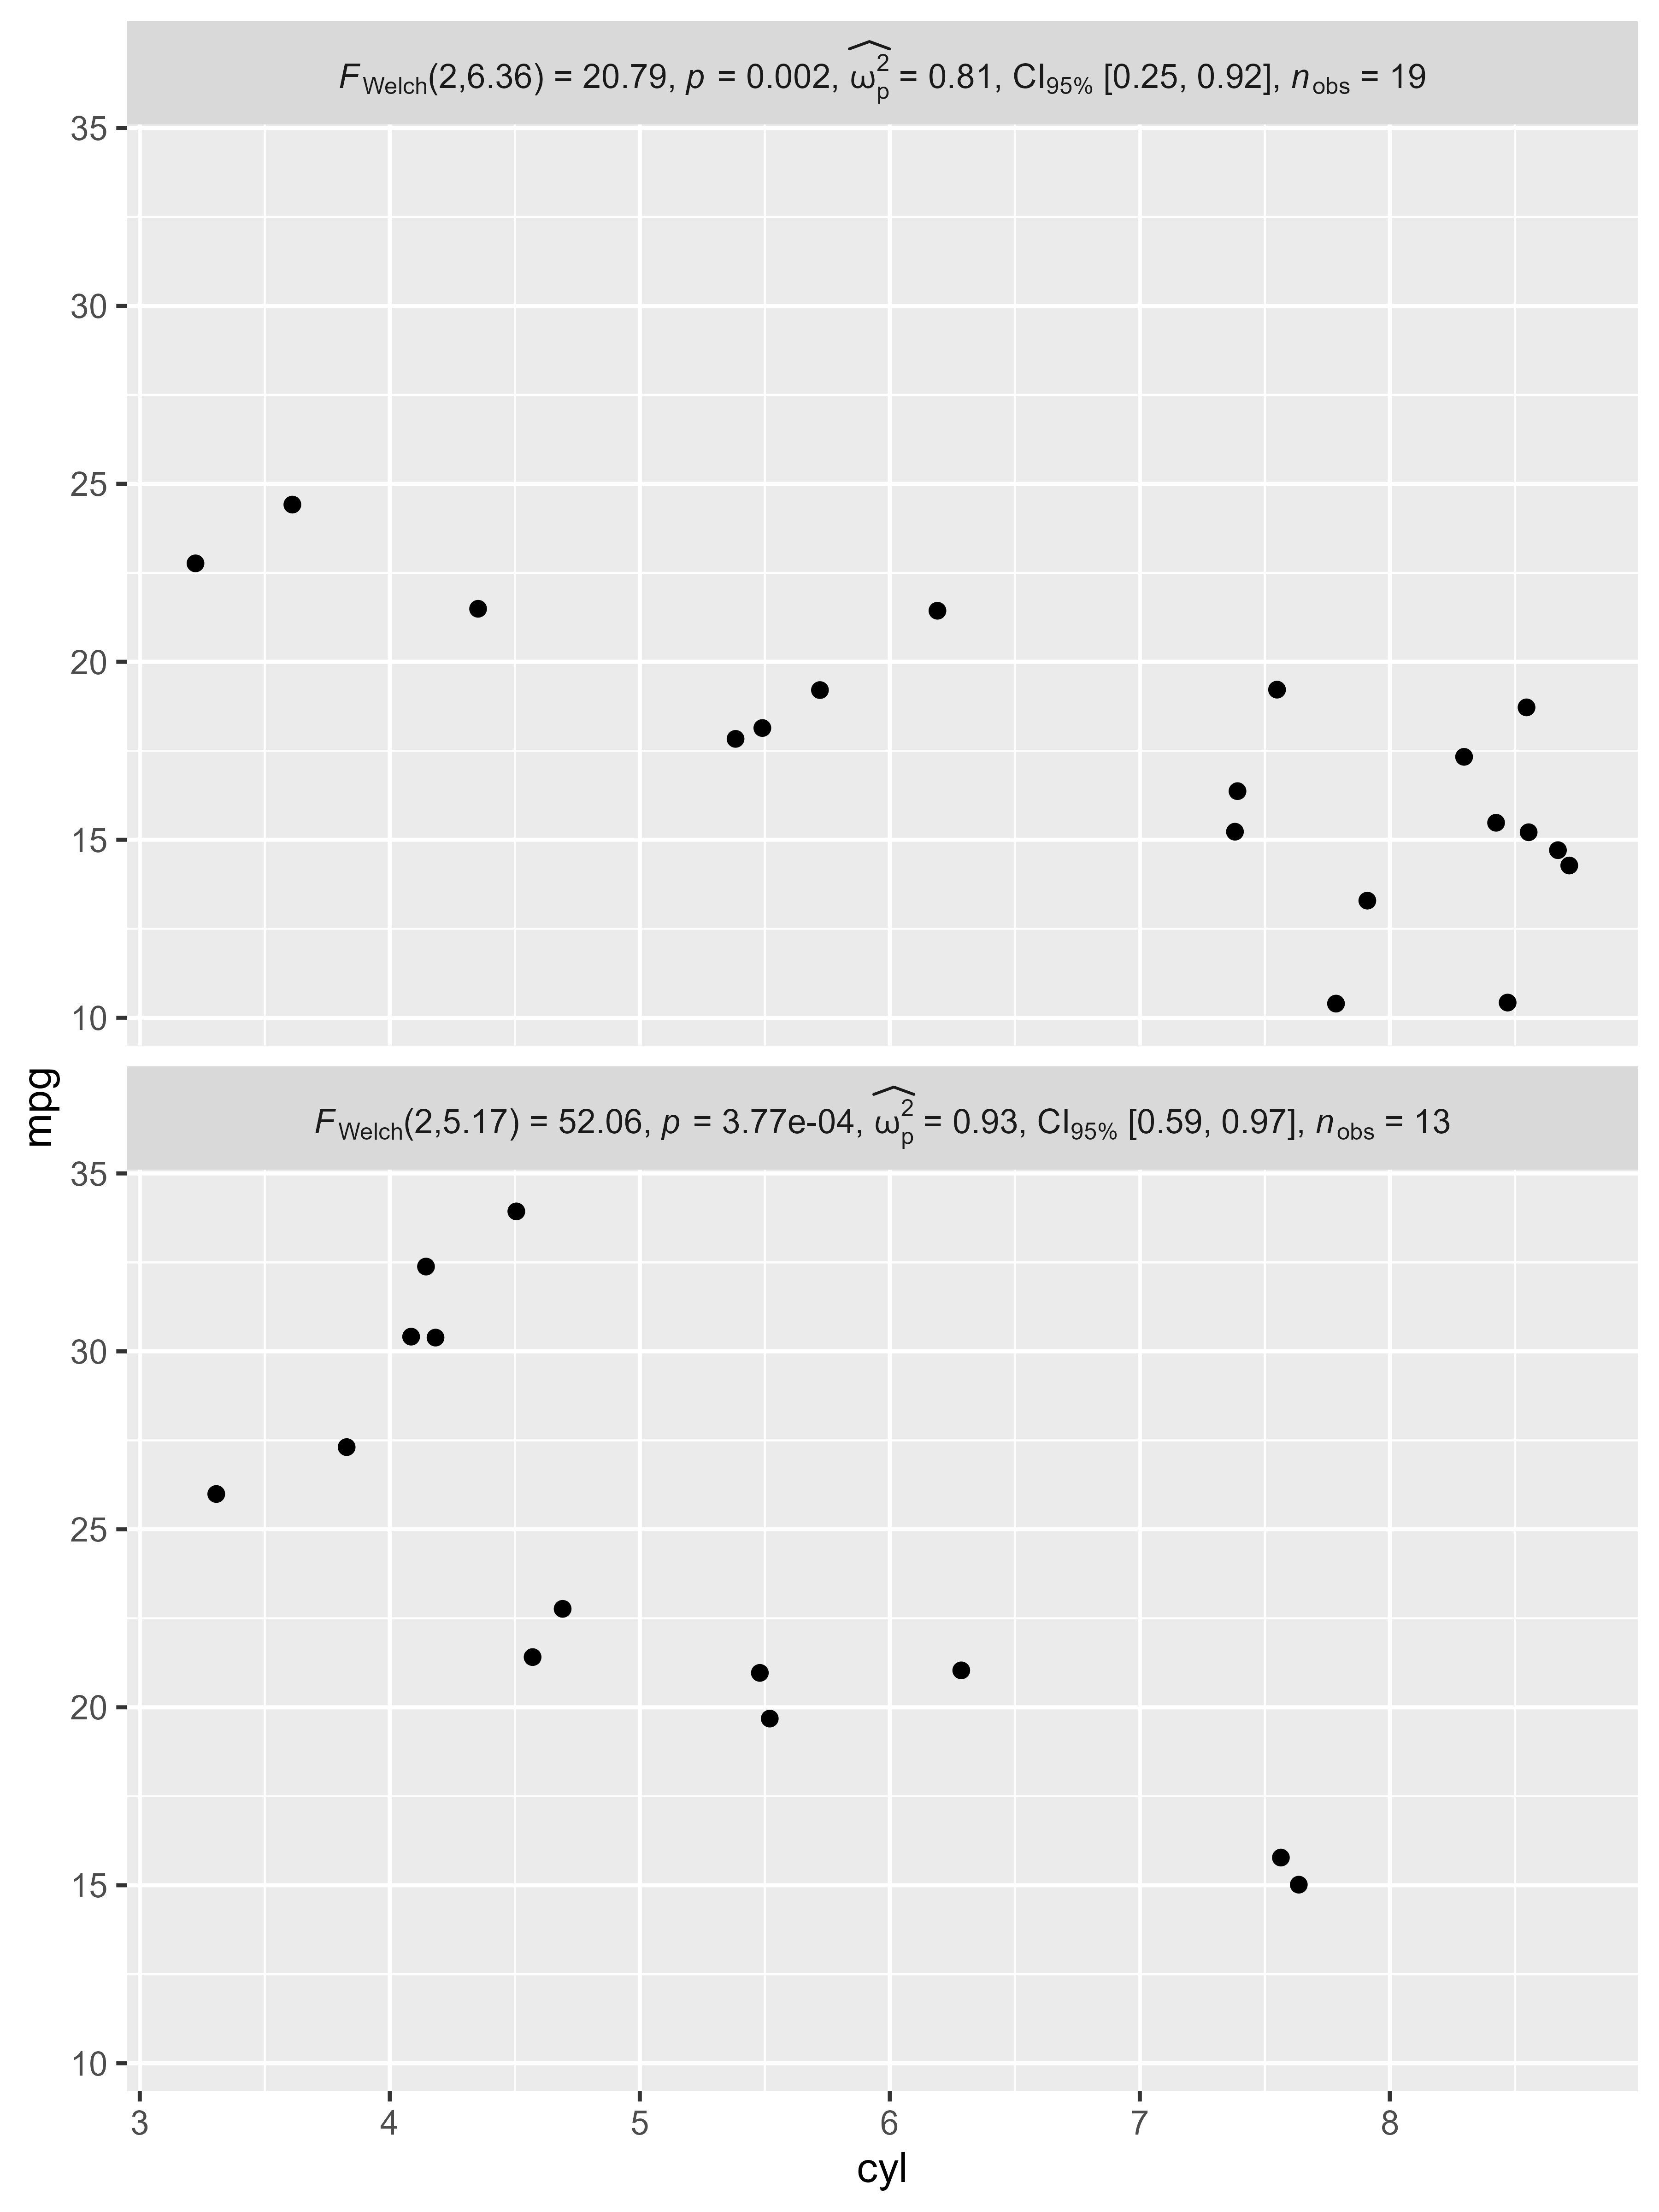 F Welch(2,6.36) = 20.79, p = 0.002, ω̂²p = 0.81, CI95% [0.25, 0.92], nobs = 19
35
30
25
20
15
10
mpg
F Welch(2,5.17) = 52.06, p = 3.77e-04, ω̂²p = 0.93, CI95% [0.59, 0.97], nobs = 13
35
30
25
20
15
10
3 4 5 6 7 8
cyl